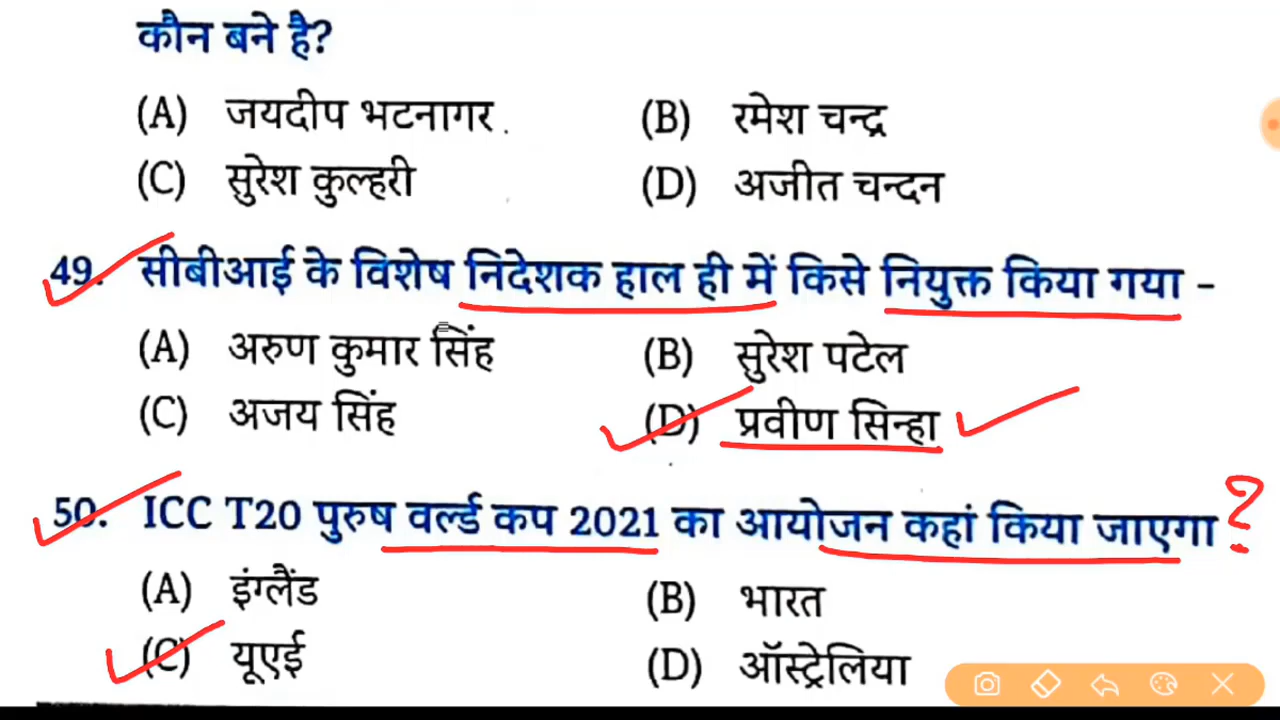 कौन बने है?
(A) जयदीप भटनागर. (B) रमेश चन्द्र
(C) सुरेश कुल्हरी (D) अजीत चन्दन
49. सीबीआई के विशेष निदेशक हाल ही में किसे नियुक्त किया गया -
(A) अरुण कुमार सिंह (B) सुरेश पटेल
(C) अजय सिंह (D) प्रवीण सिन्हा
50. ICC T20 पुरुष वर्ल्ड कप 2021 का आयोजन कहां किया जाएगा ?
(A) इंग्लैंड (B) भारत
(C) यूएई (D) ऑस्ट्रेलिया